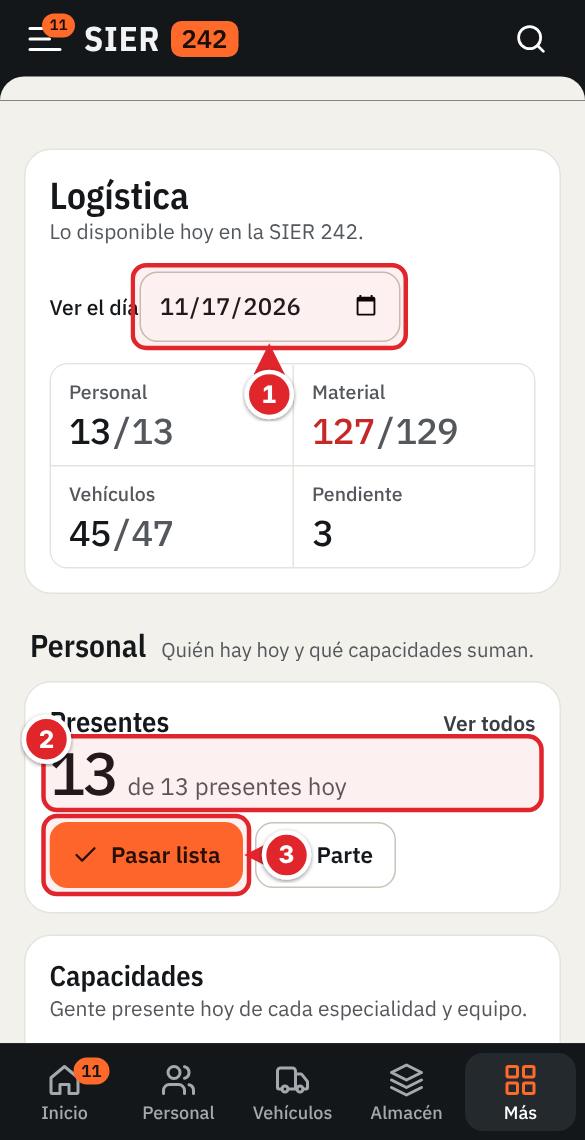 11
SIER 242
Logística
Lo disponible hoy en la SIER 242.
Ver el día 11/17/2026
1
Personal Material
13/13 127/129
Vehículos Pendiente
45/47 3
Personal Quién hay hoy y qué capacidades suman.
Presentes Ver todos
2
13 de 13 presentes hoy
Pasar lista 3 Parte
Capacidades
Gente presente hoy de cada especialidad y equipo.
11
Inicio Personal Vehículos Almacén Más